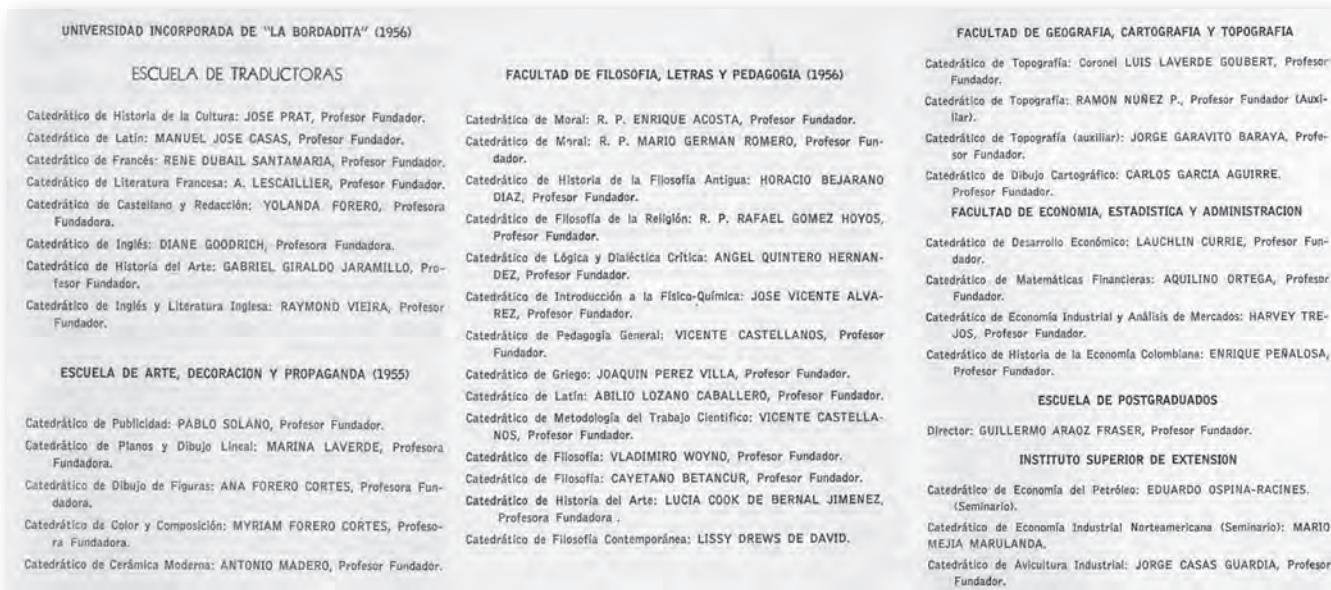 UNIVERSIDAD INCORPORADA DE "LA BORDADITA" (1956)
ESCUELA DE TRADUCTORAS
Catedrático de Historia de la Cultura: JOSE PRAT, Profesor Fundador.
Catedrático de Latín: MANUEL JOSE CASAS, Profesor Fundador.
Catedrático de Francés: RENE DUBAIL SANTAMARIA, Profesor Fundador.
Catedrático de Literatura Francesa: A. LESCAILLIER, Profesor Fundador.
Catedrático de Castellano y Redacción: YOLANDA FORERO, Profesora
Fundadora.
Catedrático de Inglés: DIANE GOODRICH, Profesora Fundadora.
Catedrático de Historia del Arte: GABRIEL GIRALDO JARAMILLO, Pro-
fesor Fundador.
Catedrático de Inglés y Literatura Inglesa: RAYMOND VIEIRA, Profesor
Fundador.
ESCUELA DE ARTE, DECORACION Y PROPAGANDA (1955)
Catedrático de Publicidad: PABLO SOLANO, Profesor Fundador.
Catedrático de Planos y Dibujo Lineal: MARINA LAVERDE, Profesora
Fundadora.
Catedrático de Dibujo de Figuras: ANA FORERO CORTES, Profesora Fun-
dadora.
Catedrático de Color y Composición: MYRIAM FORERO CORTES, Profeso-
ra Fundadora.
Catedrático de Cerámica Moderna: ANTONIO MADERO, Profesor Fundador.
FACULTAD DE FILOSOFIA, LETRAS Y PEDAGOGIA (1956)
Catedrático de Moral: R. P. ENRIQUE ACOSTA, Profesor Fundador.
Catedrático de Moral: R. P. MARIO GERMAN ROMERO, Profesor Fun-
dador.
Catedrático de Historia de la Filosofía Antigua: HORACIO BEJARANO
DIAZ, Profesor Fundador.
Catedrático de Filosofía de la Religión: R. P. RAFAEL GOMEZ HOYOS,
Profesor Fundador.
Catedrático de Lógica y Dialéctica Crítica: ANGEL QUINTERO HERNAN-
DEZ, Profesor Fundador.
Catedrático de Introducción a la Físico-Química: JOSE VICENTE ALVA-
REZ, Profesor Fundador.
Catedrático de Pedagogía General: VICENTE CASTELLANOS, Profesor
Fundador.
Catedrático de Griego: JOAQUIN PEREZ VILLA, Profesor Fundador.
Catedrático de Latín: ABILIO LOZANO CABALLERO, Profesor Fundador.
Catedrático de Metodología del Trabajo Científico: VICENTE CASTELLA-
NOS, Profesor Fundador.
Catedrático de Filosofía: VLADIMIRO WOYNO, Profesor Fundador.
Catedrático de Filosofía: CAYETANO BETANCUR, Profesor Fundador.
Catedrático de Historia del Arte: LUCIA COOK DE BERNAL JIMENEZ,
Profesora Fundadora .
Catedrático de Filosofía Contemporánea: LISSY DREWS DE DAVID.
FACULTAD DE GEOGRAFIA, CARTOGRAFIA Y TOPOGRAFIA
Catedrático de Topografía: Coronel LUIS LAVERDE GOUBERT, Profesor
Fundador.
Catedrático de Topografía: RAMON NUÑEZ P., Profesor Fundador (Auxi-
liar).
Catedrático de Topografía (auxiliar): JORGE GARAVITO BARAYA, Profe-
sor Fundador.
Catedrático de Dibujo Cartográfico: CARLOS GARCIA AGUIRRE.
Profesor Fundador.
FACULTAD DE ECONOMIA, ESTADISTICA Y ADMINISTRACION
Catedrático de Desarrollo Económico: LAUCHLIN CURRIE, Profesor Fun-
dador.
Catedrático de Matemáticas Financieras: AQUILINO ORTEGA, Profesor
Fundador.
Catedrático de Economía Industrial y Análisis de Mercados: HARVEY TRE-
JOS, Profesor Fundador.
Catedrático de Historia de la Economía Colombiana: ENRIQUE PEÑALOSA,
Profesor Fundador.
ESCUELA DE POSTGRADUADOS
Director: GUILLERMO ARAOZ FRASER, Profesor Fundador.
INSTITUTO SUPERIOR DE EXTENSION
Catedrático de Economía del Petróleo: EDUARDO OSPINA-RACINES.
(Seminario).
Catedrático de Economía Industrial Norteamericana (Seminario): MARIO
MEJIA MARULANDA.
Catedrático de Avicultura Industrial: JORGE CASAS GUARDIA, Profesor
Fundador.